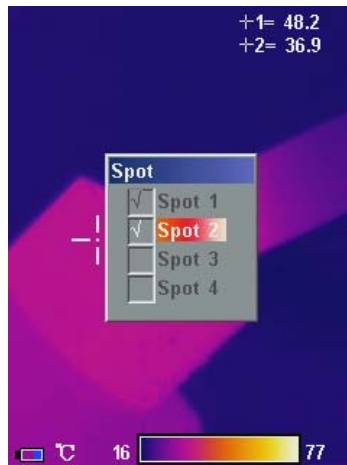 +1= 48.2
+2= 36.9
Spot
Spot 1
Spot 2
Spot 3
Spot 4
℃ 16 77